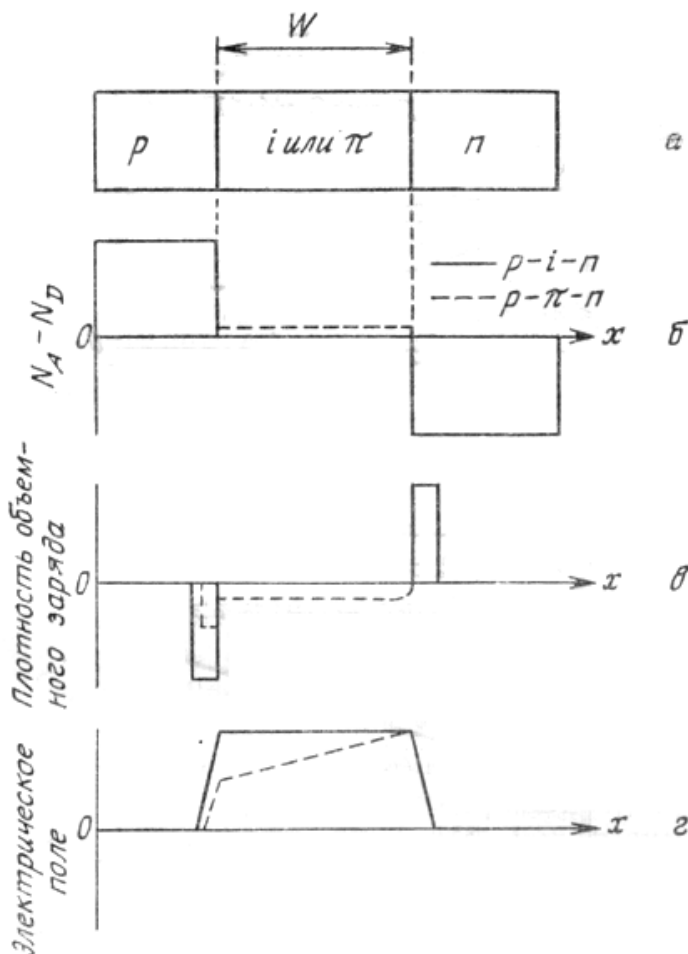 W
p
i или π
n
а
p-i-n
p-π-n
N_A - N_D
0
x
б
Плотность объем-
ного заряда
0
x
в
Электрическое
поле
0
x
г